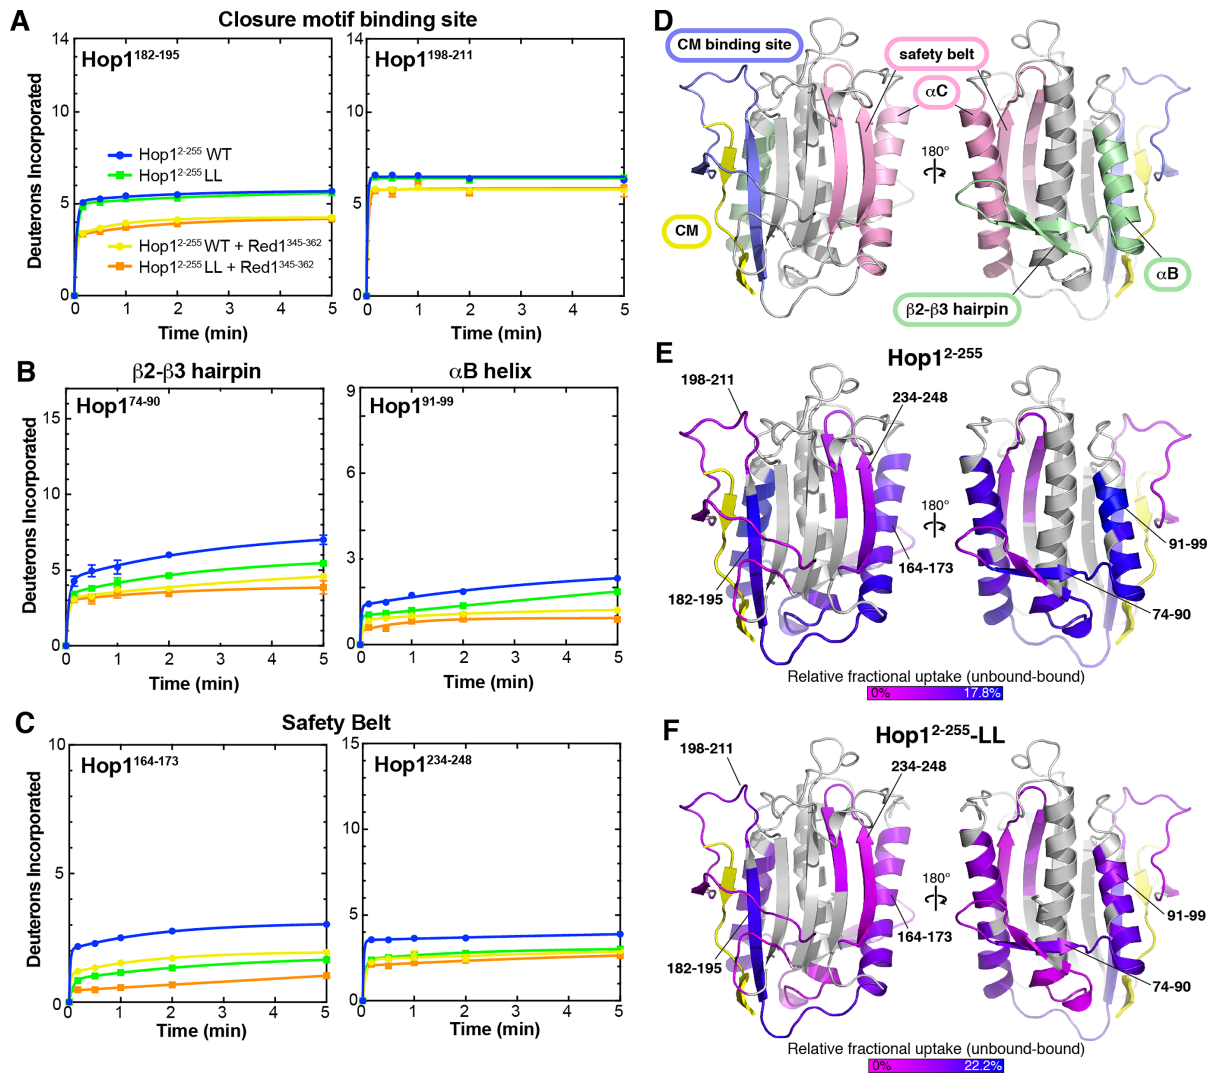 A
Closure motif binding site
Hop1182-195
14
10
5
0
Deuterons Incorporated
Hop12-255 WT
Hop12-255 LL
Hop12-255 WT + Red1345-362
Hop12-255 LL + Red1345-362
0 1 2 3 4 5
Time (min)
Hop1198-211
14
10
5
0
0 1 2 3 4 5
Time (min)
B
β2-β3 hairpin
Hop174-90
15
10
5
0
Deuterons Incorporated
0 1 2 3 4 5
Time (min)
αB helix
Hop191-99
9
6
3
0
0 1 2 3 4 5
Time (min)
C
Safety Belt
Hop1164-173
10
5
0
Deuterons Incorporated
0 1 2 3 4 5
Time (min)
Hop1234-248
15
10
5
0
0 1 2 3 4 5
Time (min)
D
CM binding site
safety belt
αC
180°
CM
αB
β2-β3 hairpin
E
Hop12-255
198-211
234-248
180°
91-99
164-173
182-195
74-90
Relative fractional uptake (unbound-bound)
0% 17.8%
F
Hop12-255-LL
198-211
234-248
180°
91-99
164-173
182-195
74-90
Relative fractional uptake (unbound-bound)
0% 22.2%